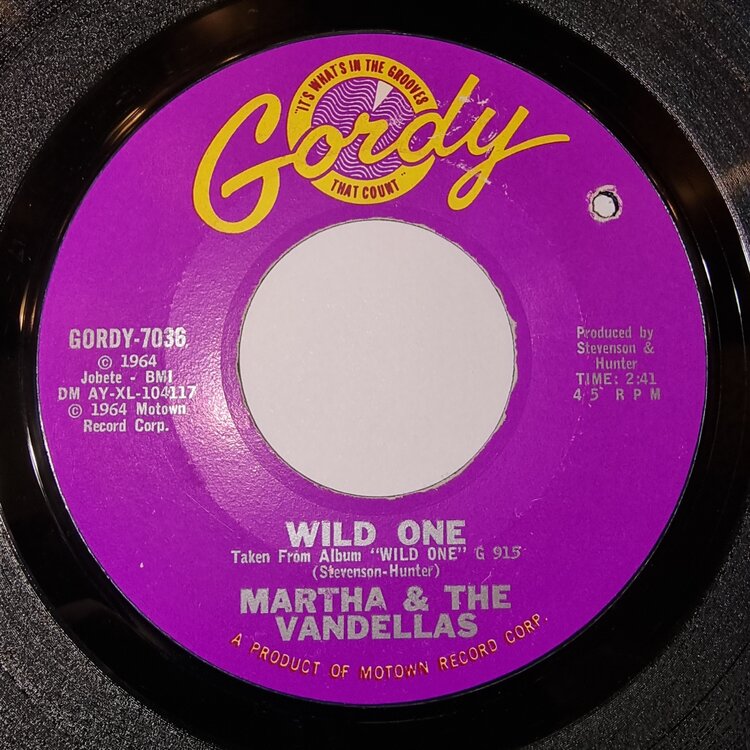 "IT'S WHAT'S IN THE GROOVES
Gordy
THAT COUNT"
GORDY-7036
© 1964
Jobete - BMI
DM AY-XL-104117
© 1964 Motown
Record Corp.
Produced by
Stevenson &
Hunter
TIME: 2:41
45 RPM
WILD ONE
Taken From Album "WILD ONE" G 915
(Stevenson-Hunter)
MARTHA & THE
VANDELLAS
A PRODUCT OF MOTOWN RECORD CORP.